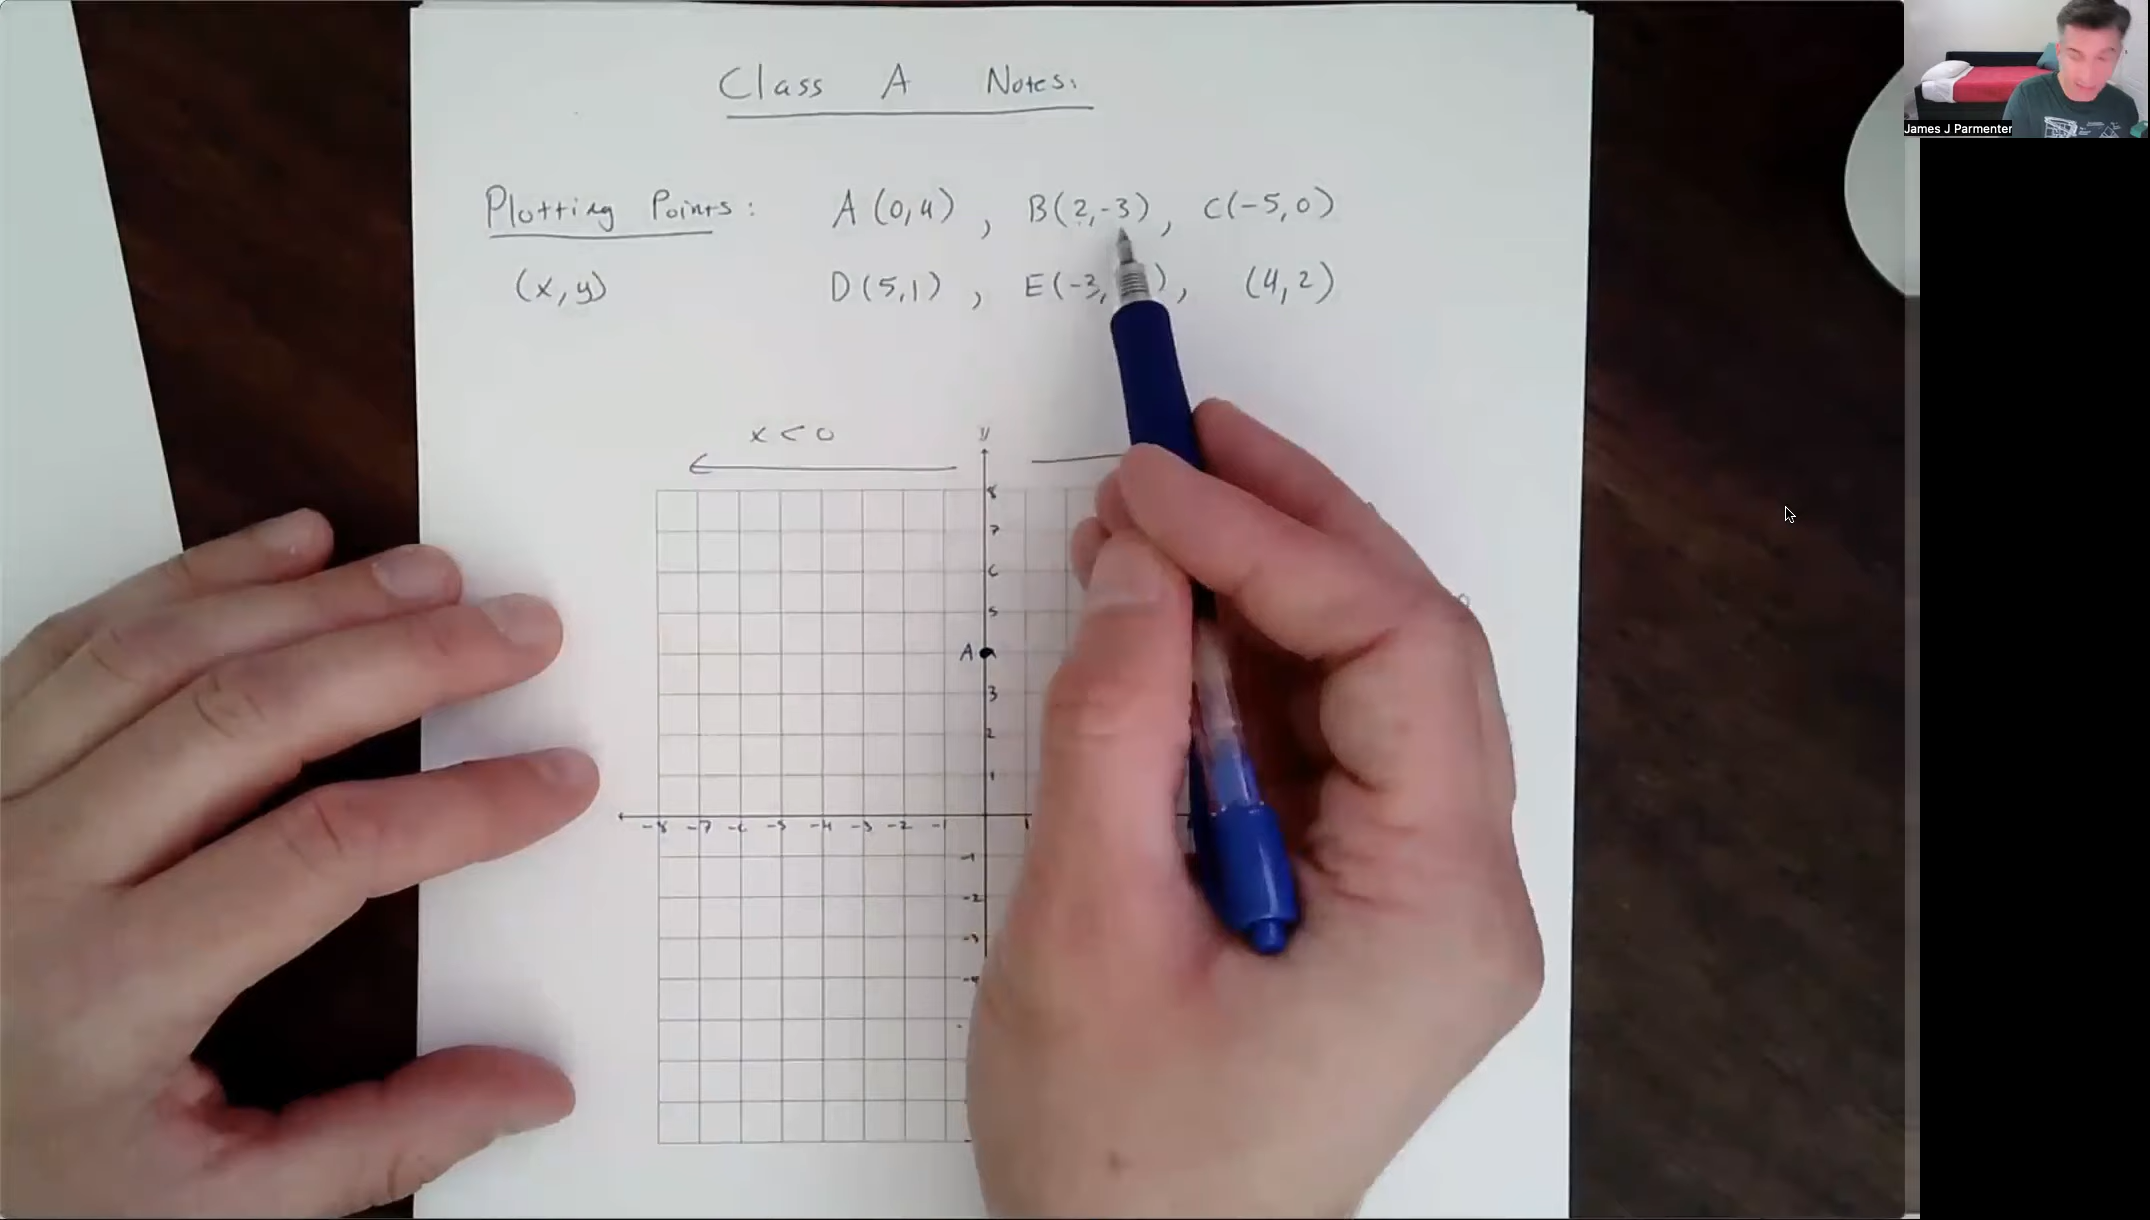 Class A Notes:
Plotting Points: A (0,4) , B(2,-3) , C(-5,0)
(x,y) D(5,1) , E(-3, ), (4,2)
x < 0
y
8
7
6
5
A
3
2
1
-8 -7 -6 -5 -4 -3 -2 -1 1
-1
-2
-3
-4
James J Parmenter